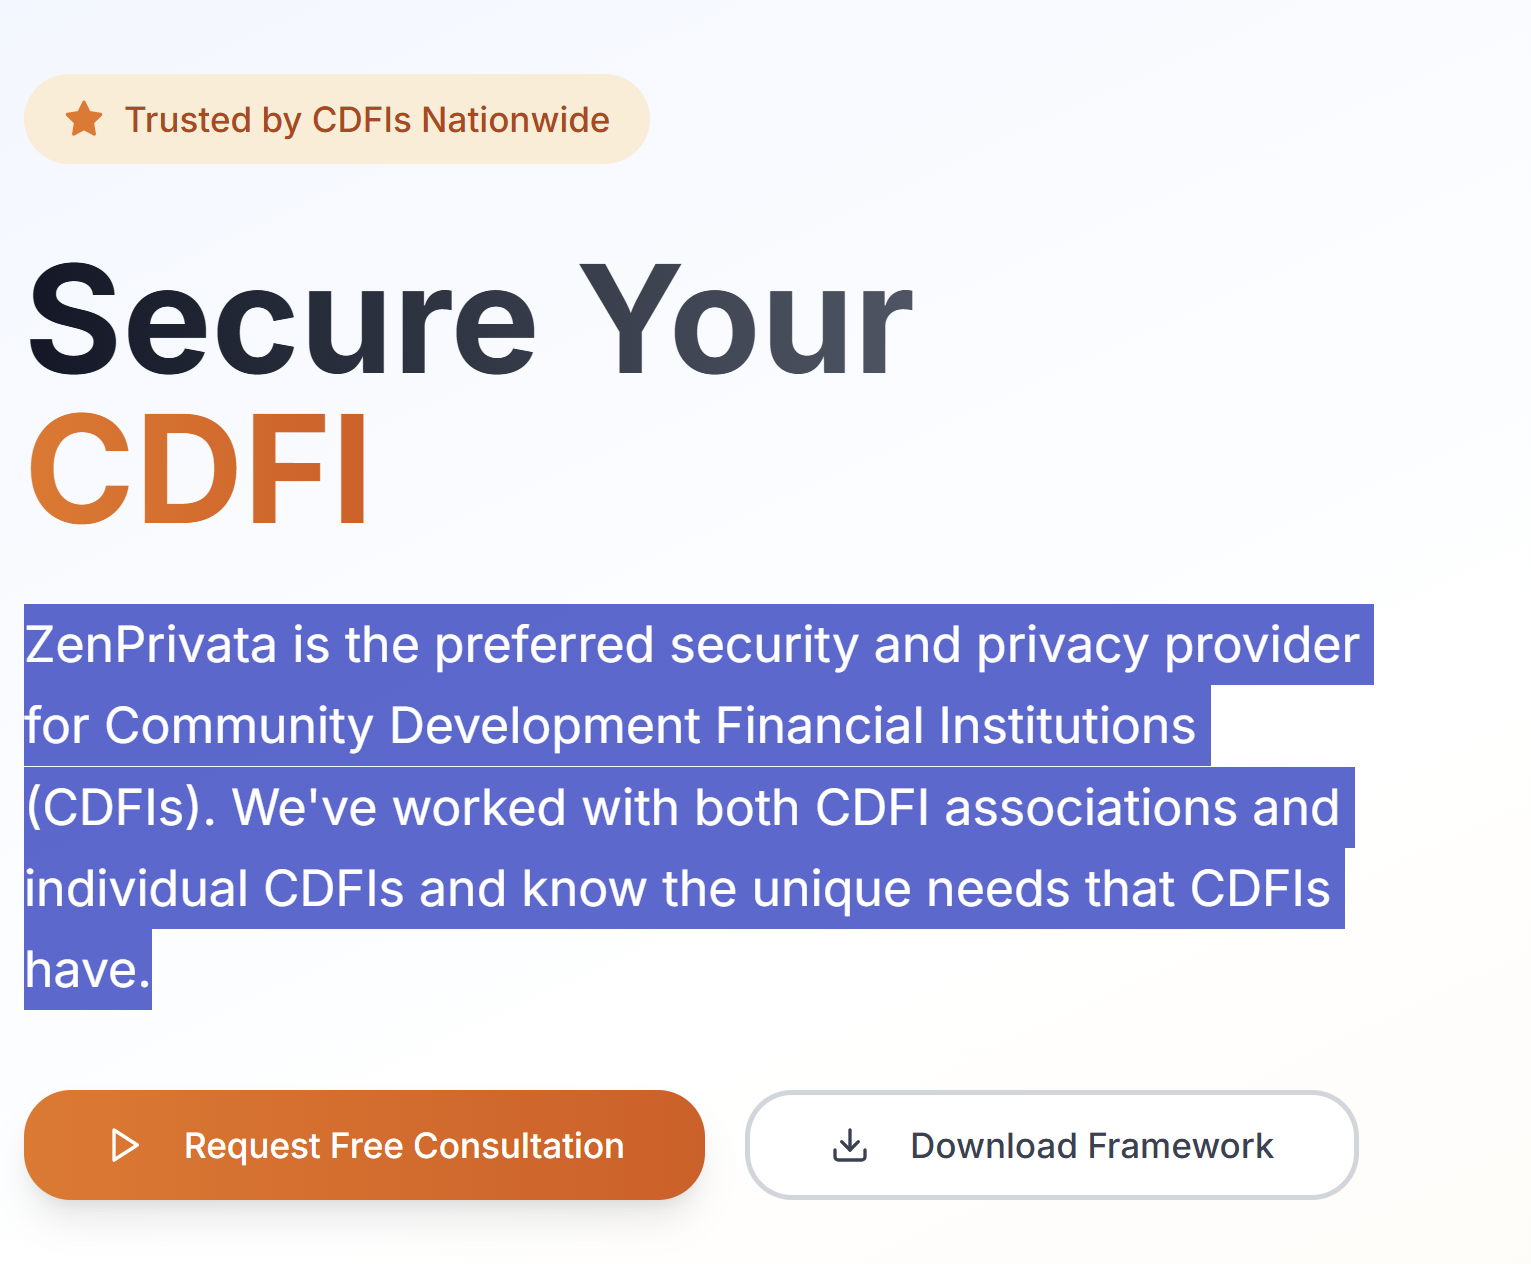 Trusted by CDFIs Nationwide
Secure Your
CDFI
ZenPrivata is the preferred security and privacy provider
for Community Development Financial Institutions
(CDFIs). We've worked with both CDFI associations and
individual CDFIs and know the unique needs that CDFIs
have.
Request Free Consultation
Download Framework